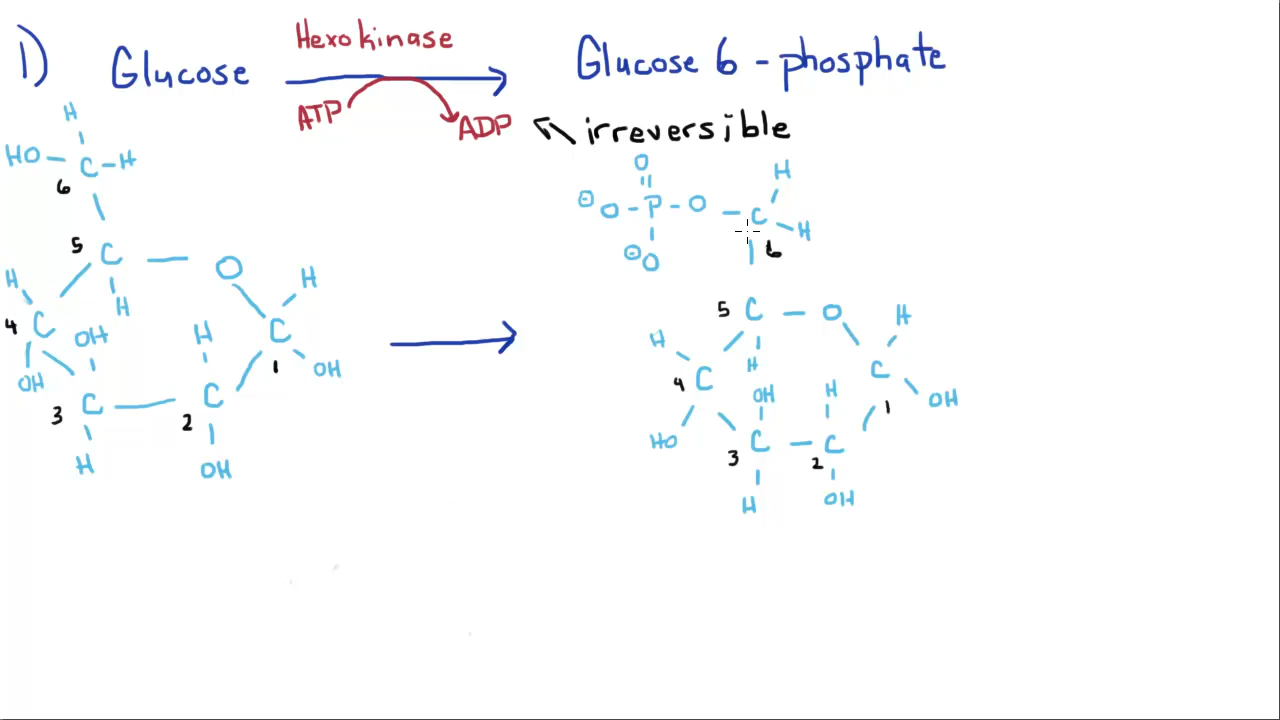 1) Glucose Hexokinase Glucose 6 - phosphate
ATP ADP irreversible
H
HO C H
6
5 C O H
H C H
4 OH H C
OH 1 OH
3 C C
2
H OH
O H
⊖ O P O C
H
⊖ O 6
5 C O H
H H
4 C OH H C
HO 1 OH
3 C 2 C
H OH